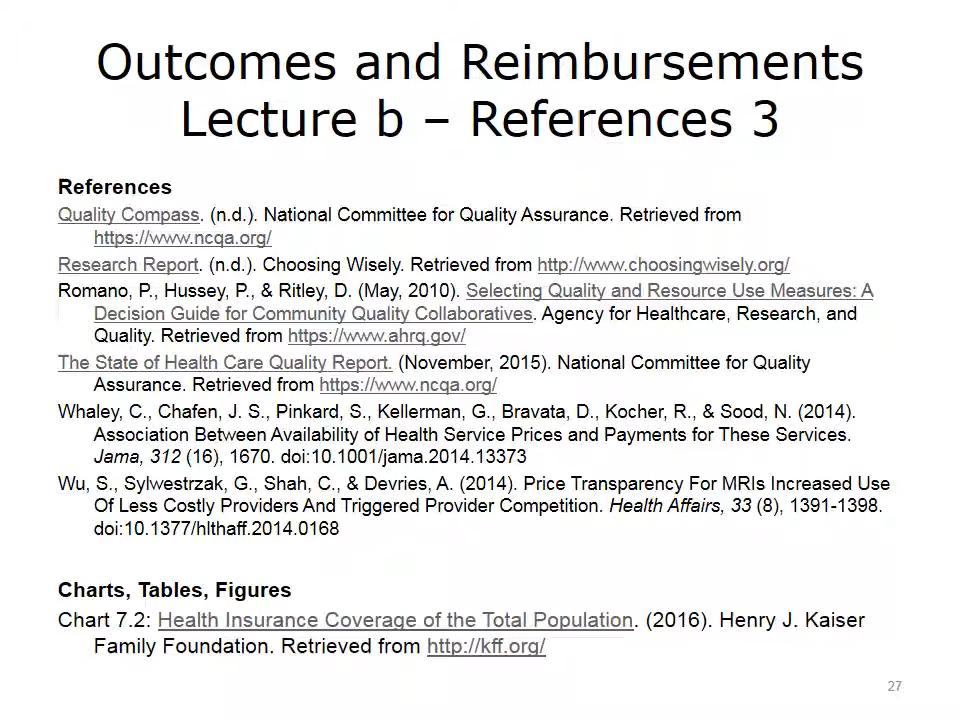 Outcomes and Reimbursements
Lecture b – References 3
References
Quality Compass. (n.d.). National Committee for Quality Assurance. Retrieved from
https://www.ncqa.org/
Research Report. (n.d.). Choosing Wisely. Retrieved from http://www.choosingwisely.org/
Romano, P., Hussey, P., & Ritley, D. (May, 2010). Selecting Quality and Resource Use Measures: A
Decision Guide for Community Quality Collaboratives. Agency for Healthcare, Research, and
Quality. Retrieved from https://www.ahrq.gov/
The State of Health Care Quality Report. (November, 2015). National Committee for Quality
Assurance. Retrieved from https://www.ncqa.org/
Whaley, C., Chafen, J. S., Pinkard, S., Kellerman, G., Bravata, D., Kocher, R., & Sood, N. (2014).
Association Between Availability of Health Service Prices and Payments for These Services.
Jama, 312 (16), 1670. doi:10.1001/jama.2014.13373
Wu, S., Sylwestrzak, G., Shah, C., & Devries, A. (2014). Price Transparency For MRIs Increased Use
Of Less Costly Providers And Triggered Provider Competition. Health Affairs, 33 (8), 1391-1398.
doi:10.1377/hlthaff.2014.0168
Charts, Tables, Figures
Chart 7.2: Health Insurance Coverage of the Total Population. (2016). Henry J. Kaiser
Family Foundation. Retrieved from http://kff.org/
27